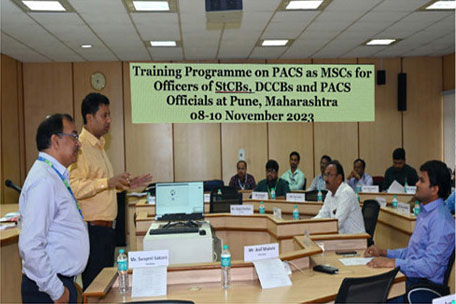 Training Programme on PACS as MSCs for
Officers of StCBs, DCCBs and PACS
Officials at Pune, Maharashtra
08-10 November 2023